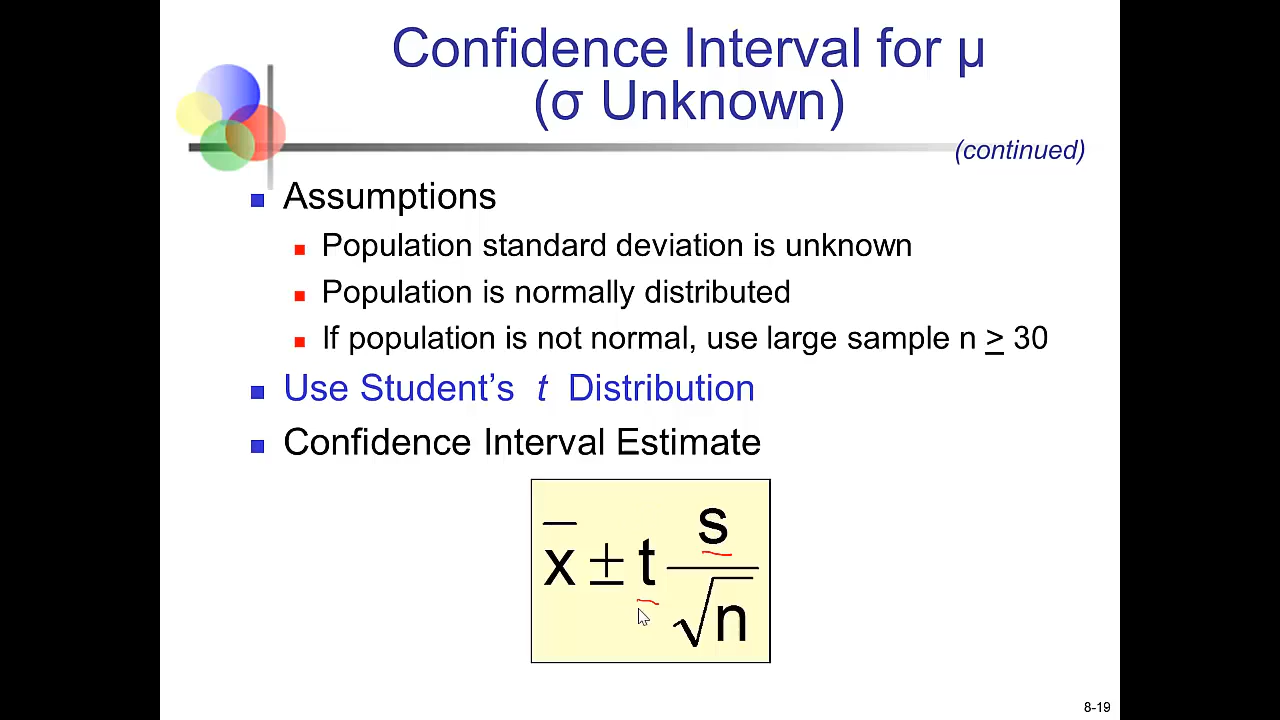 Confidence Interval for μ
(σ Unknown)
(continued)
Assumptions
Population standard deviation is unknown
Population is normally distributed
If population is not normal, use large sample n ≥ 30
Use Student’s t Distribution
Confidence Interval Estimate
x̄ ± t s/√n
8-19